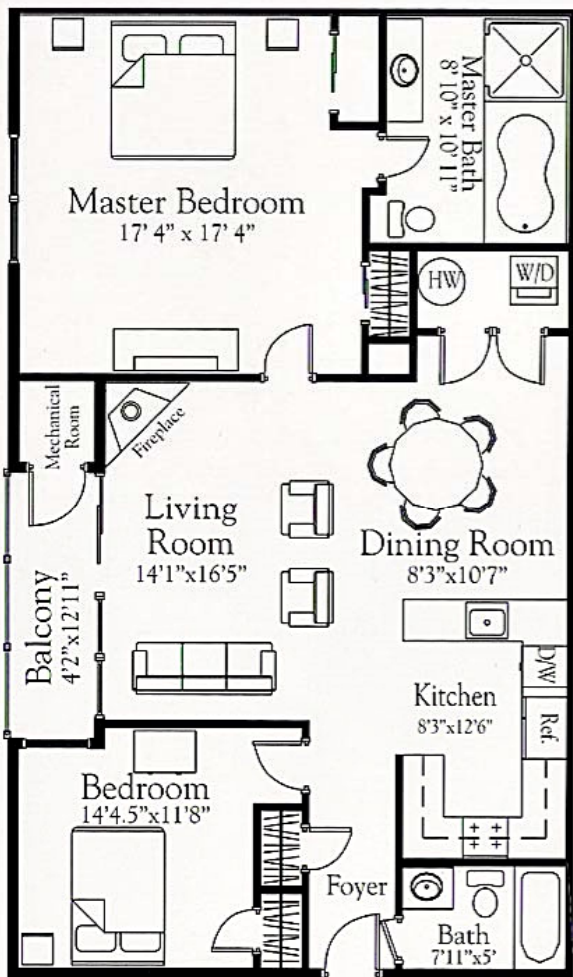 Master Bath
8' 10" x 10' 11"
Master Bedroom
17' 4" x 17' 4"
HW
W/D
Mechanical
Room
Fireplace
Living
Room
14'1"x16'5"
Dining Room
8'3"x10'7"
Balcony
4'2"x12'11"
Kitchen
8'3"x12'6"
D/W
Ref.
Bedroom
14'4.5"x11'8"
Foyer
Bath
7'11"x5'